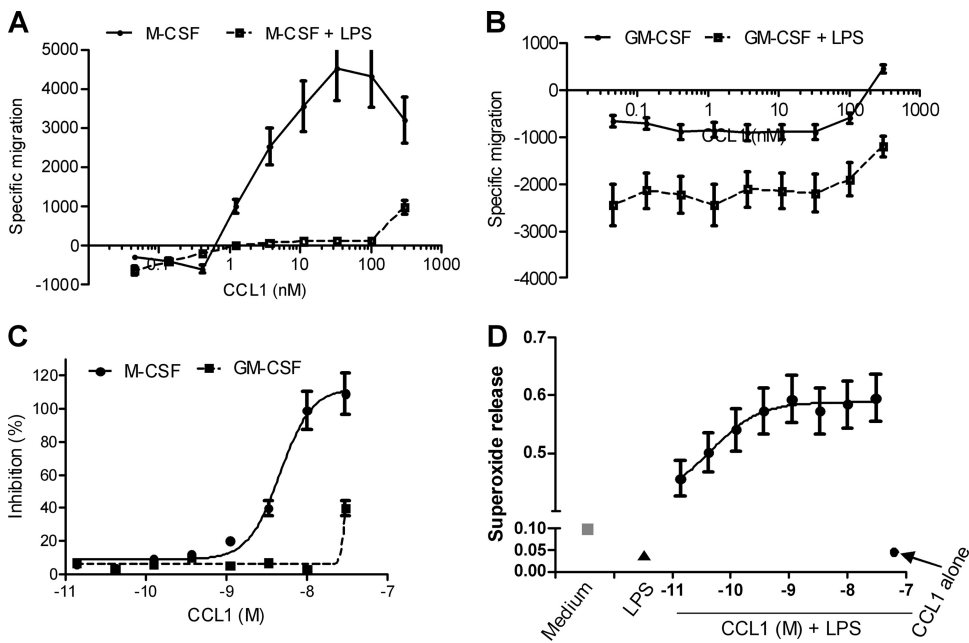 A
M-CSF
M-CSF + LPS
5000
4000
3000
2000
1000
0
-1000
Specific migration
0.1
1
10
100
1000
CCL1 (nM)
B
GM-CSF
GM-CSF + LPS
1000
0
-1000
-2000
-3000
-4000
Specific migration
0.1
1
10
100
1000
CCL1 (nM)
C
M-CSF
GM-CSF
120
100
80
60
40
20
0
Inhibition (%)
-11
-10
-9
-8
-7
CCL1 (M)
D
0.7
0.6
0.5
0.10
0.05
0.00
Superoxide release
Medium
LPS
-11
-10
-9
-8
-7
CCL1 alone
CCL1 (M) + LPS